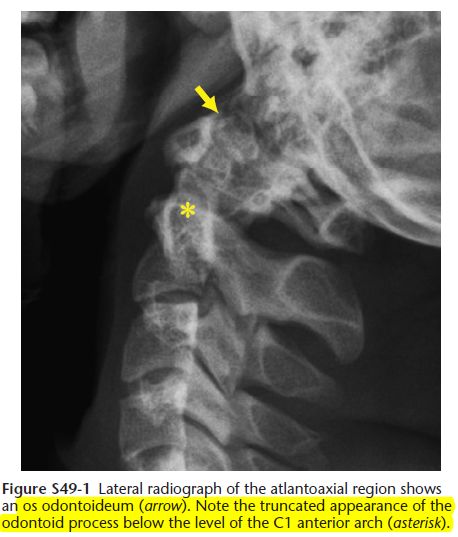 Figure S49-1 Lateral radiograph of the atlantoaxial region shows
an os odontoideum (arrow). Note the truncated appearance of the
odontoid process below the level of the C1 anterior arch (asterisk).